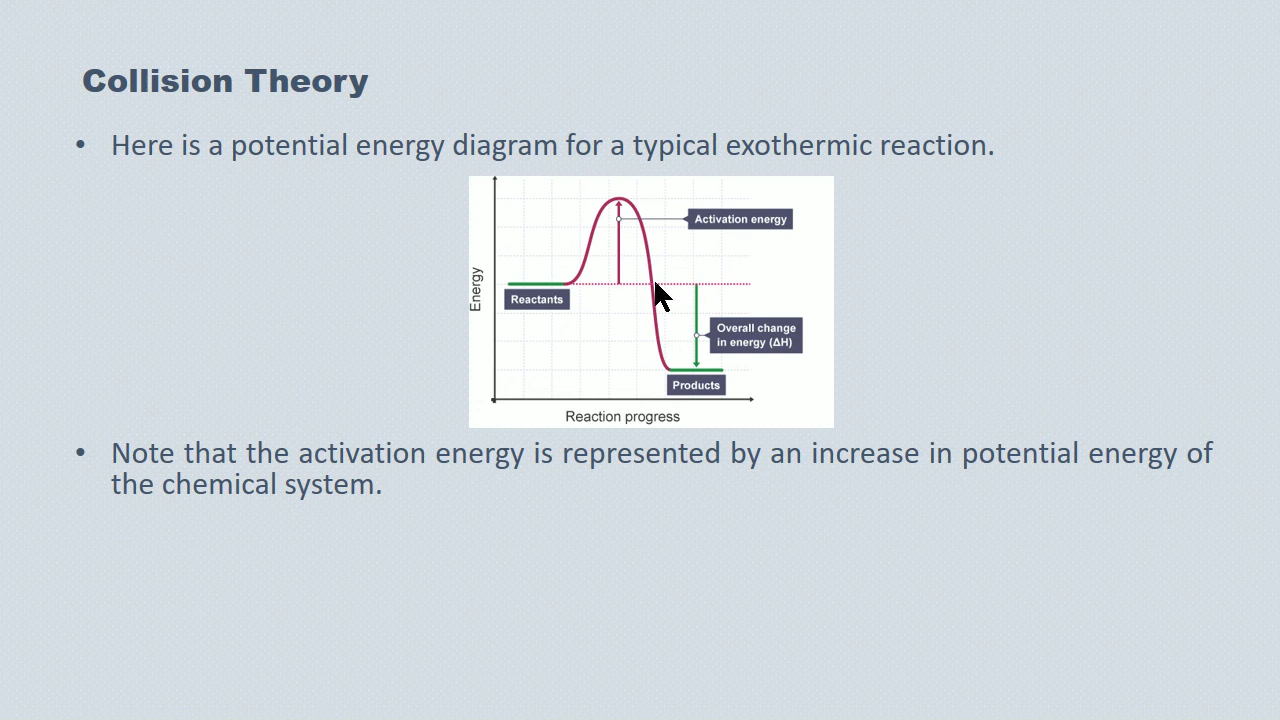 Collision Theory
• Here is a potential energy diagram for a typical exothermic reaction.
Activation energy
Energy
Reactants
Overall change
in energy (ΔH)
Products
Reaction progress
• Note that the activation energy is represented by an increase in potential energy of
the chemical system.